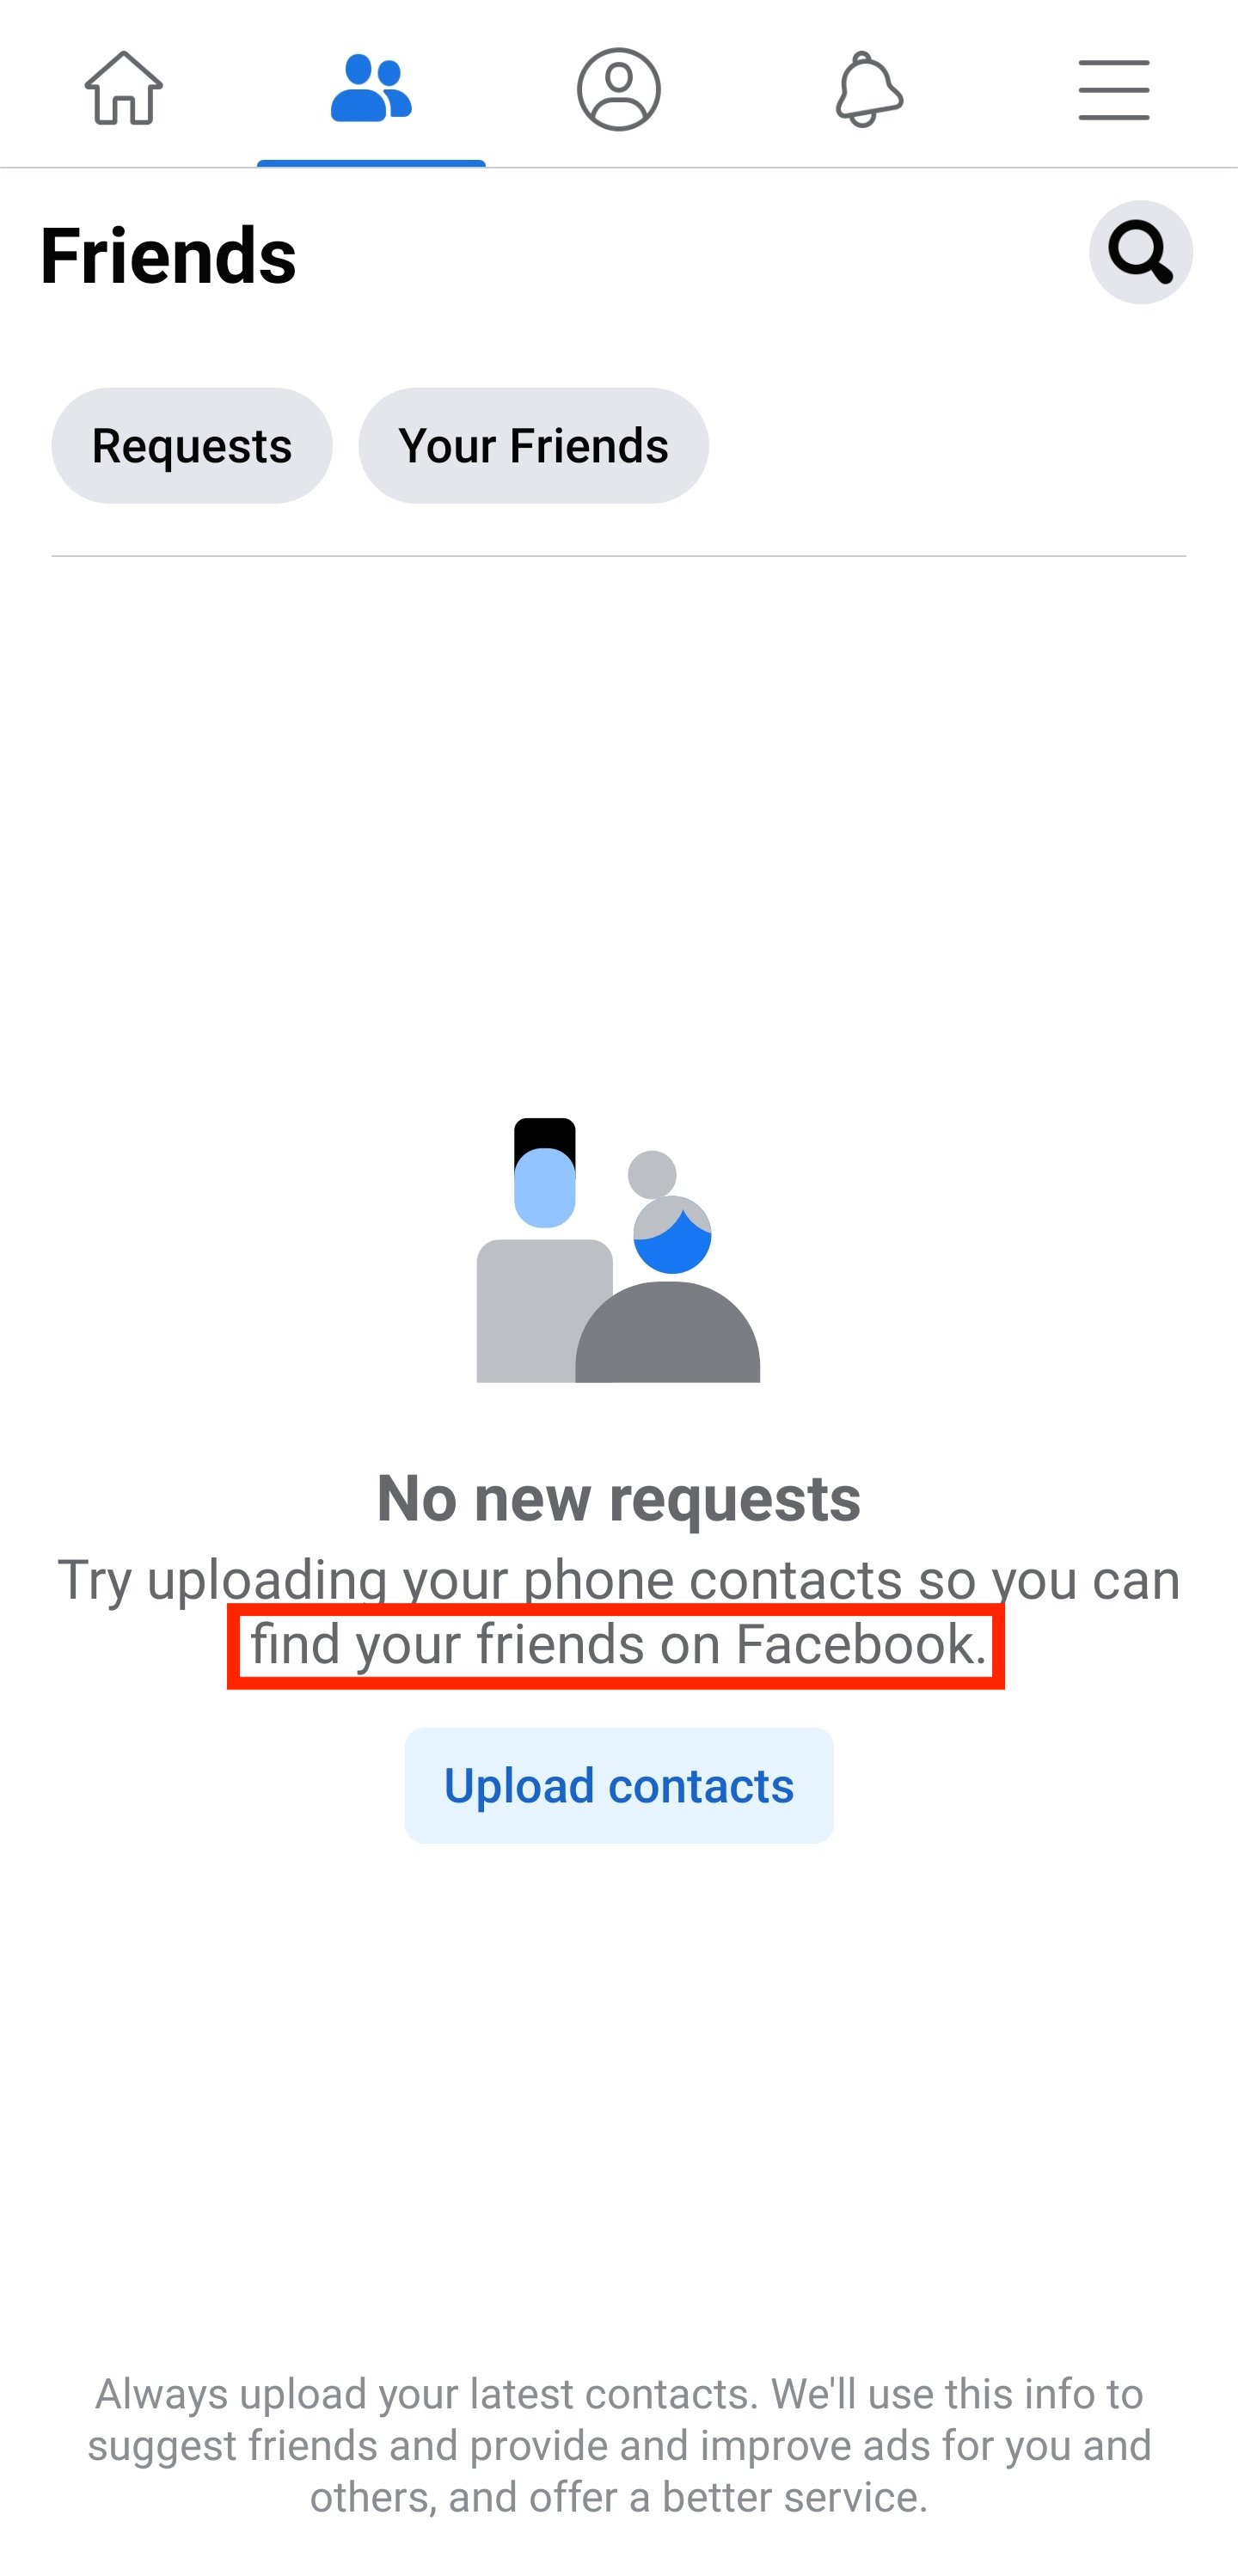 Friends
Requests
Your Friends
No new requests
Try uploading your phone contacts so you can
find your friends on Facebook.
Upload contacts
Always upload your latest contacts. We'll use this info to
suggest friends and provide and improve ads for you and
others, and offer a better service.